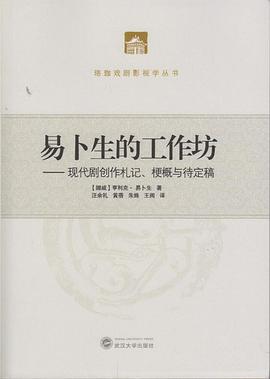 珞珈戏剧影视学丛书
易卜生的工作坊
——现代剧创作札记、梗概与待定稿
【挪威】亨利克·易卜生 著
汪余礼 黄蓓 朱姝 王阅 译
武汉大学出版社